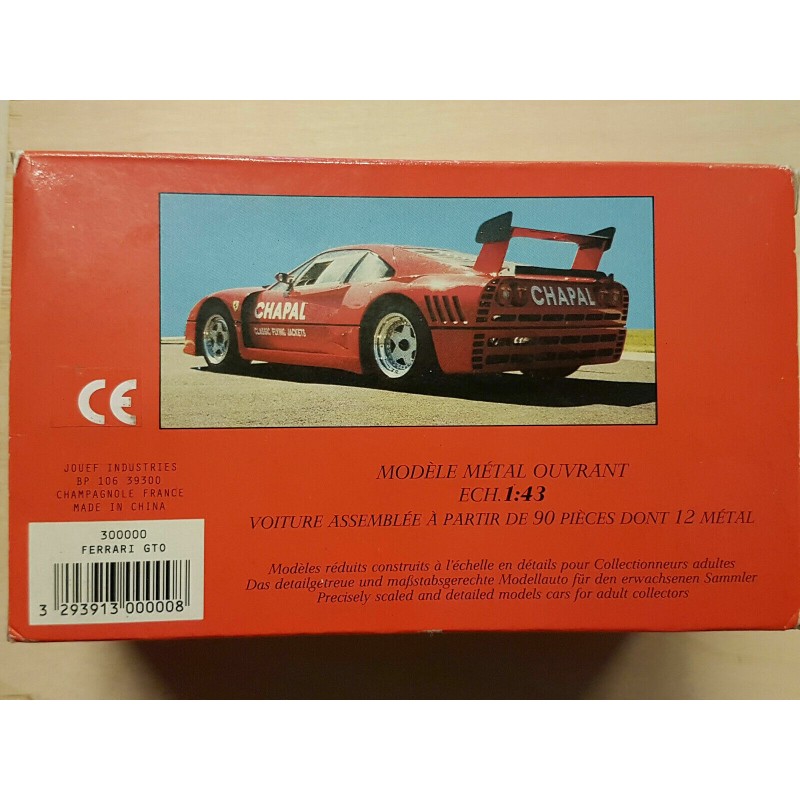 CHAPAL
CLASSIC FLYING JACKETS
CHAPAL
CE
JOUEF INDUSTRIES
BP 106 39300
CHAMPAGNOLE FRANCE
MADE IN CHINA
300000
FERRARI GTO
3 293913 000008
MODÈLE MÉTAL OUVRANT
ECH.1:43
VOITURE ASSEMBLÉE À PARTIR DE 90 PIÈCES DONT 12 MÉTAL
Modèles réduits construits à l'échelle en détails pour Collectionneurs adultes
Das detailgetreue und maßstabsgerechte Modellauto für den erwachsenen Sammler
Precisely scaled and detailed models cars for adult collectors